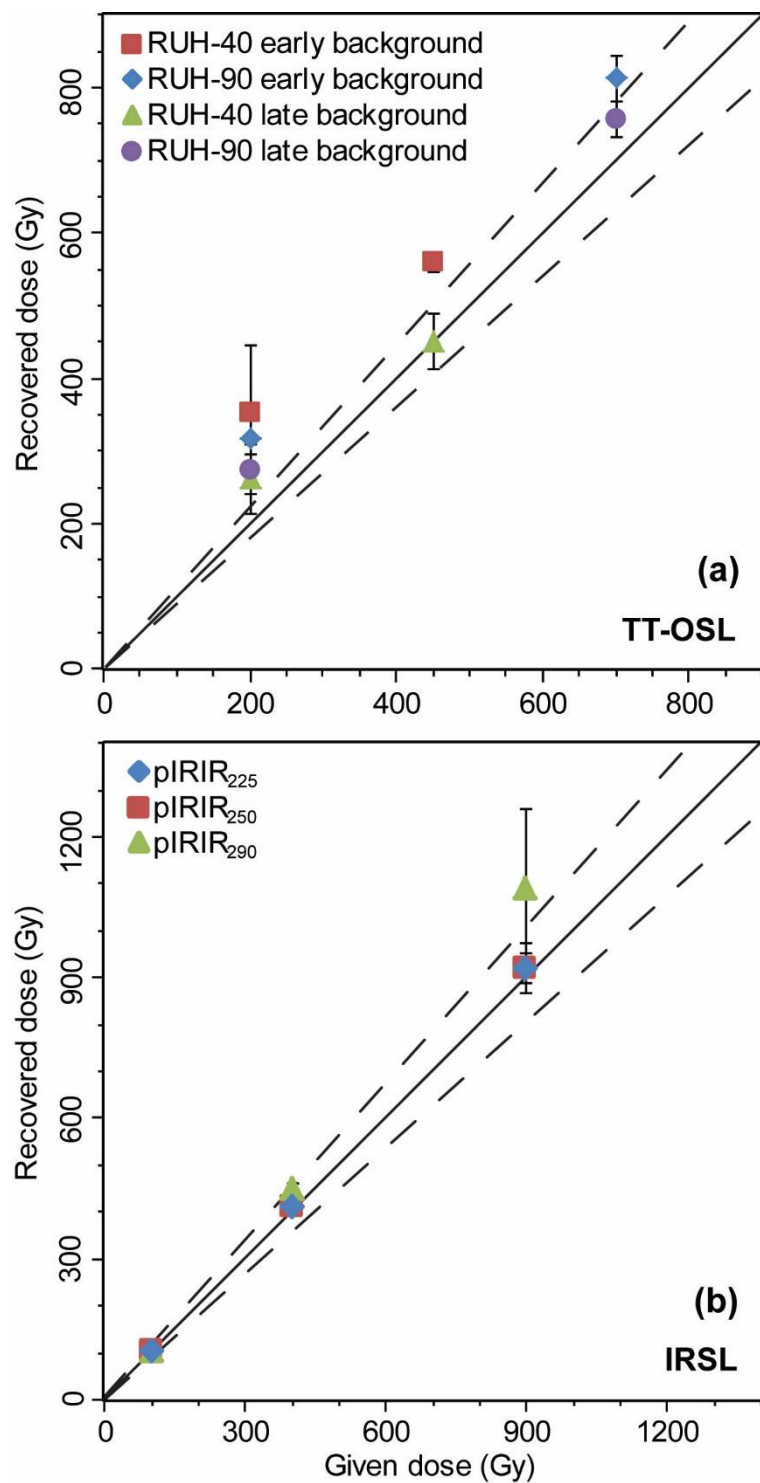 RUH-40 early background
RUH-90 early background
RUH-40 late background
RUH-90 late background
800
600
400
200
0
Recovered dose (Gy)
(a)
TT-OSL
0 200 400 600 800
pIRIR225
pIRIR250
pIRIR290
1200
900
600
300
0
Recovered dose (Gy)
(b)
IRSL
0 300 600 900 1200
Given dose (Gy)